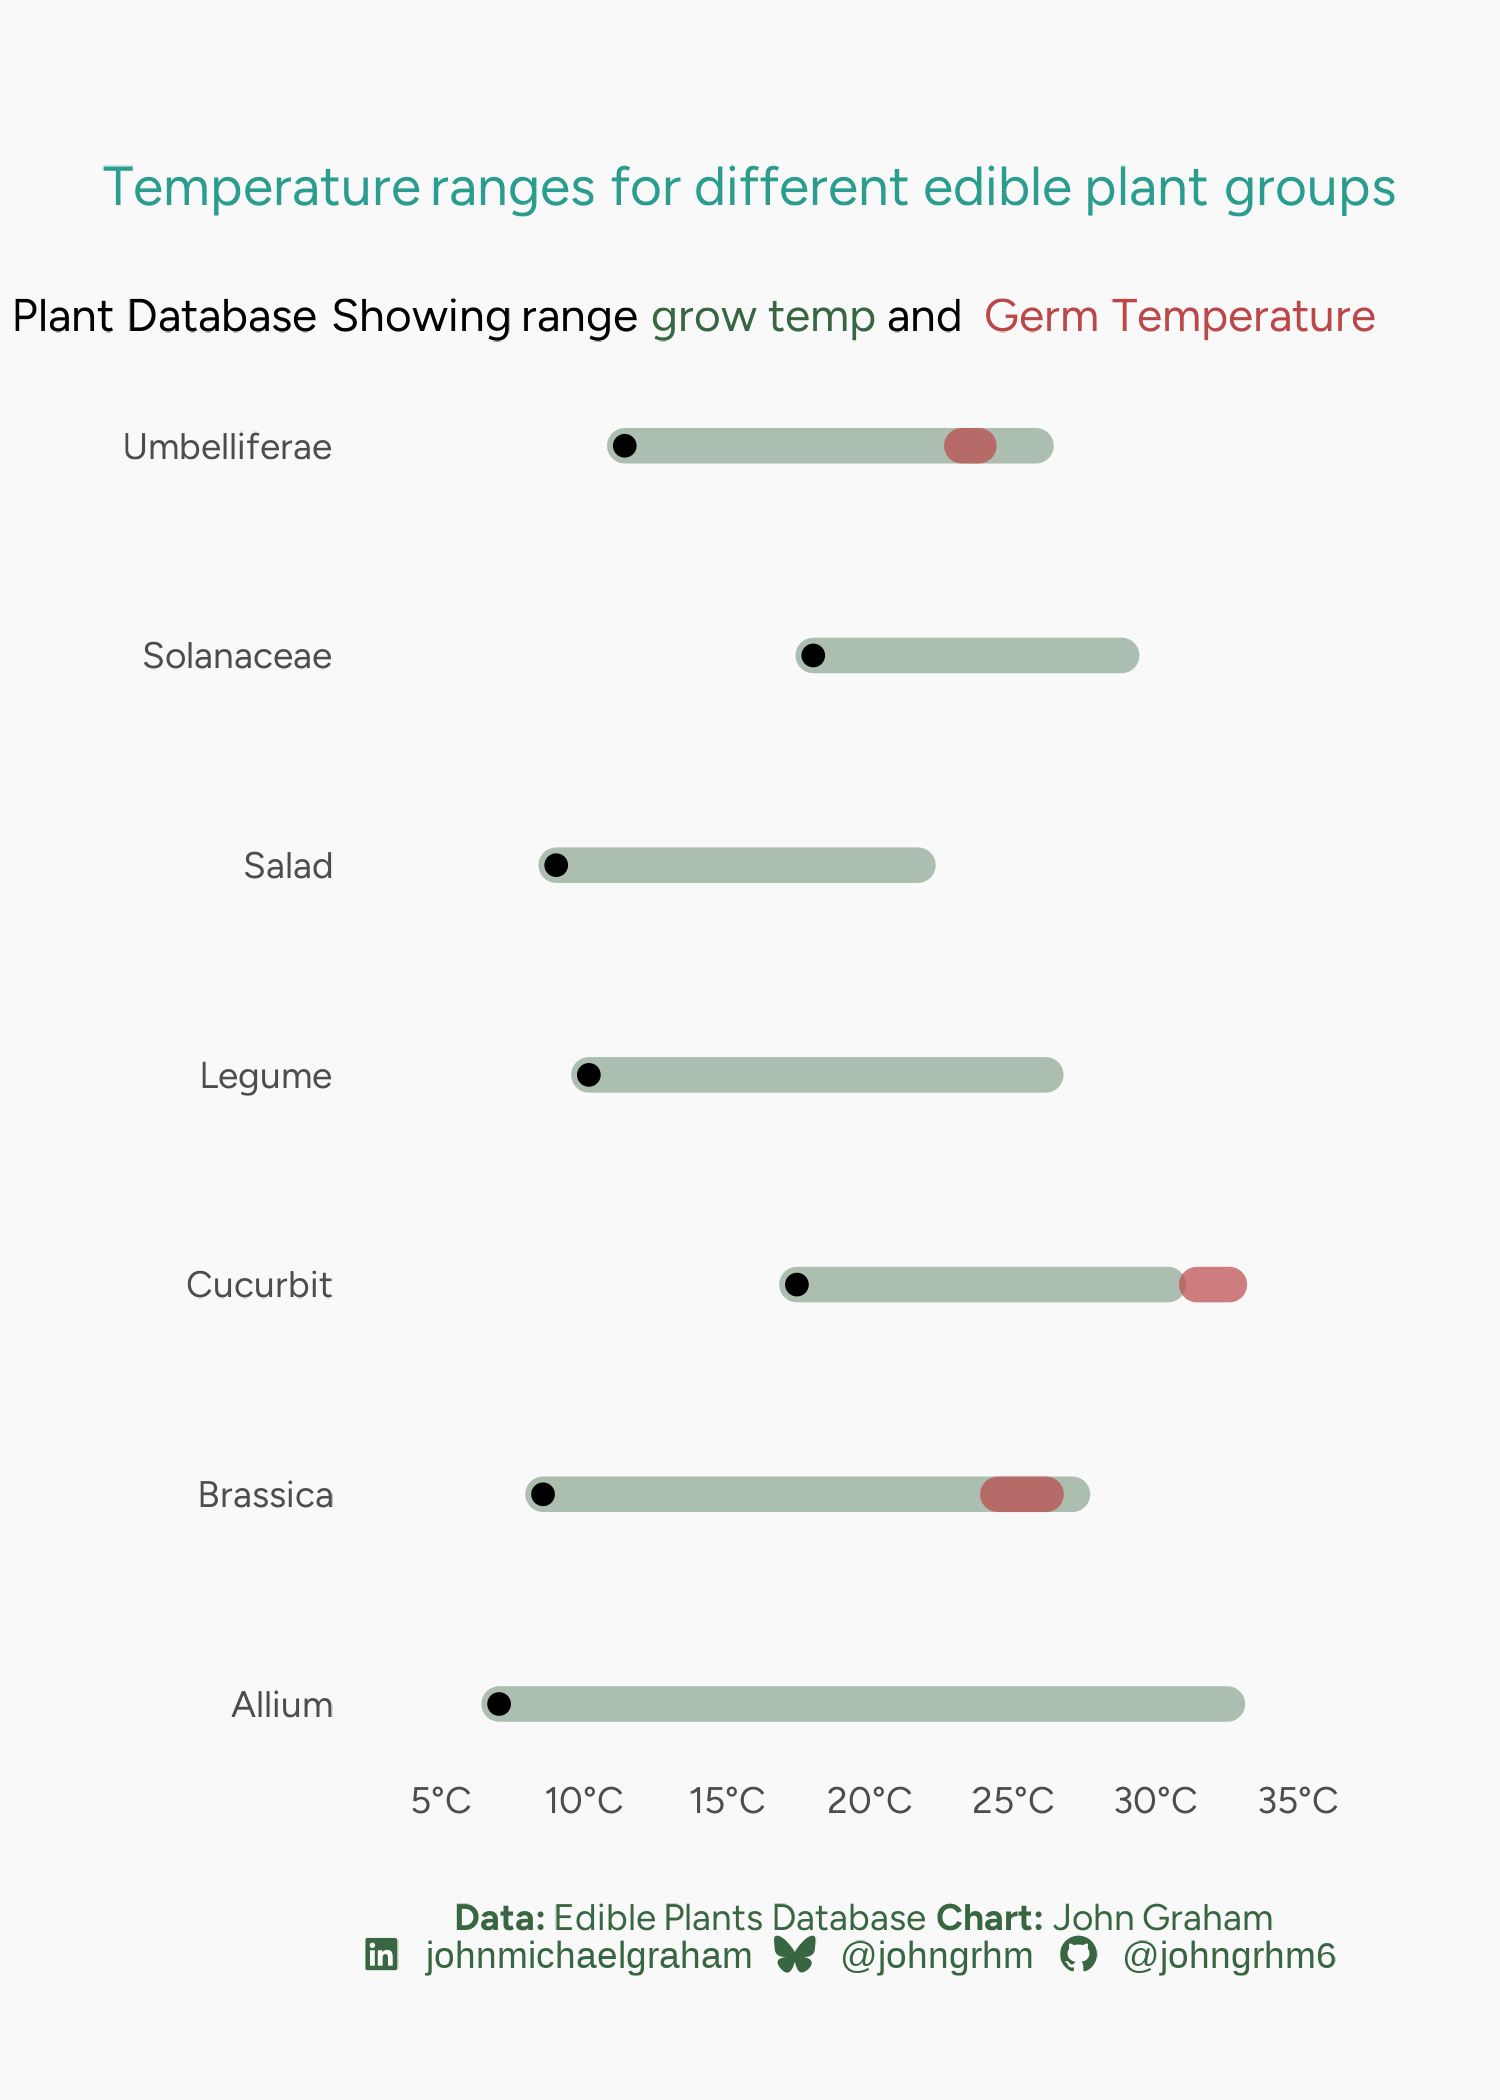 Temperature ranges for different edible plant groups
Plant Database Showing range grow temp and Germ Temperature
Umbelliferae
Solanaceae
Salad
Legume
Cucurbit
Brassica
Allium
5°C 10°C 15°C 20°C 25°C 30°C 35°C
Data: Edible Plants Database Chart: John Graham
in johnmichaelgraham @johngrhm @johngrhm6